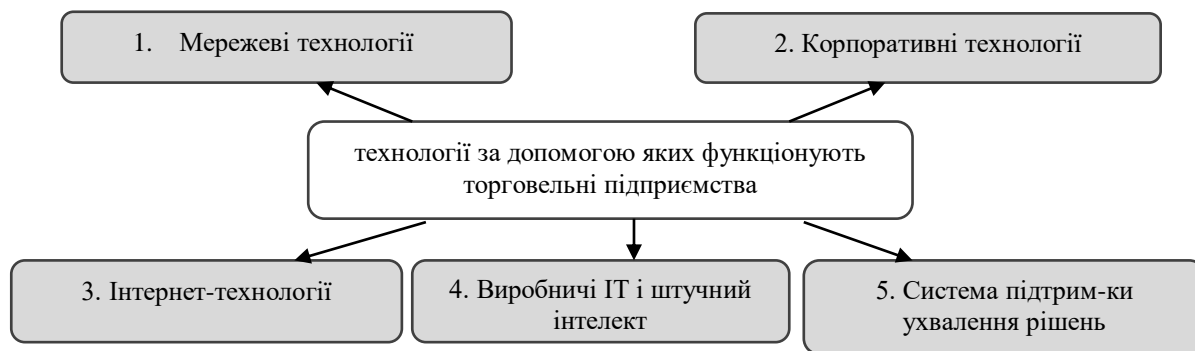 1. Мережеві технології
2. Корпоративні технології
технології за допомогою яких функціонують
торговельні підприємства
3. Інтернет-технології
4. Виробничі ІТ і штучний
інтелект
5. Система підтрим-ки
ухвалення рішень